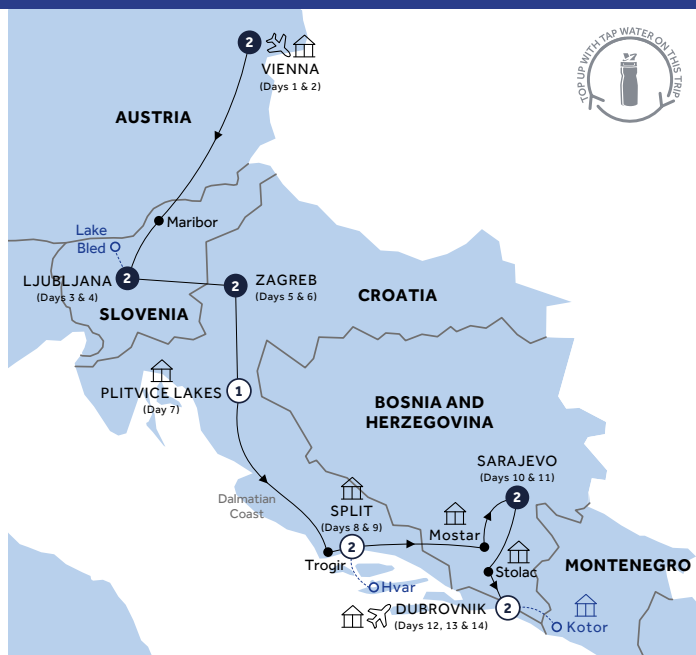 TOP UP WITH TAP WATER ON THIS TRIP
2
VIENNA
(Days 1 & 2)
AUSTRIA
Maribor
Lake
Bled
LJUBLJANA
2
(Days 3 & 4)
SLOVENIA
2
ZAGREB
(Days 5 & 6)
CROATIA
PLITVICE LAKES
1
(Day 7)
BOSNIA AND
HERZEGOVINA
SARAJEVO
(Days 10 & 11)
2
Dalmatian
Coast
SPLIT
(Days 8 & 9)
2
Trogir
Mostar
Stolac
MONTENEGRO
Hvar
DUBROVNIK
2
(Days 12, 13 & 14)
Kotor